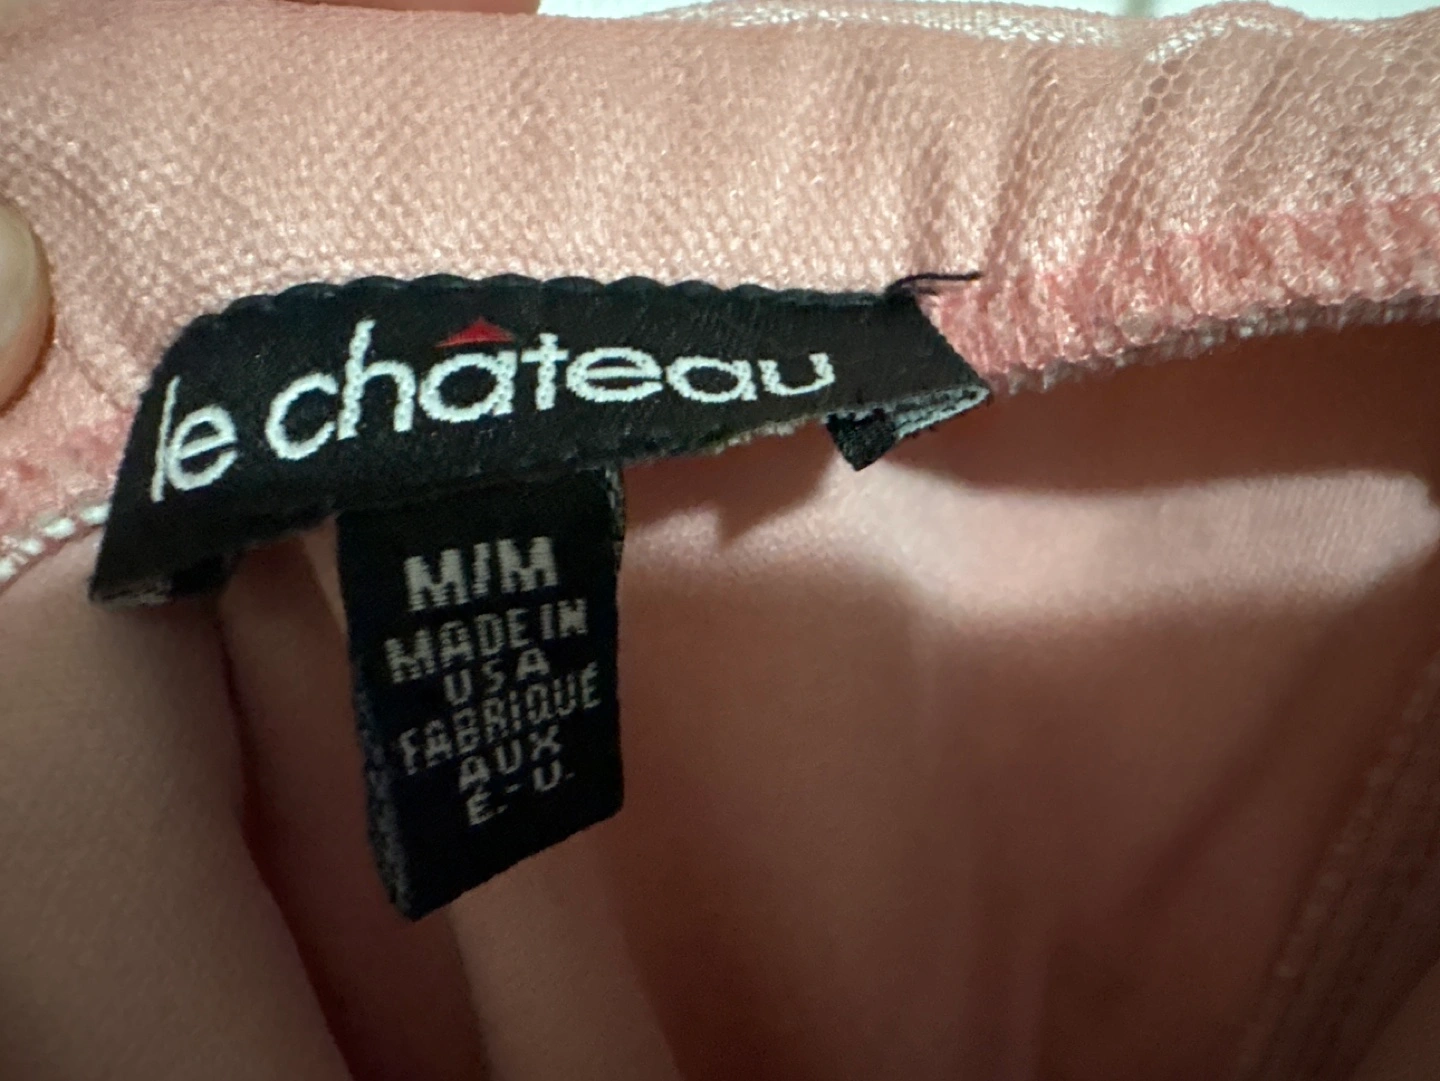 le château
M/M
MADE IN
USA
FABRIQUÉ
AUX
É.-U.